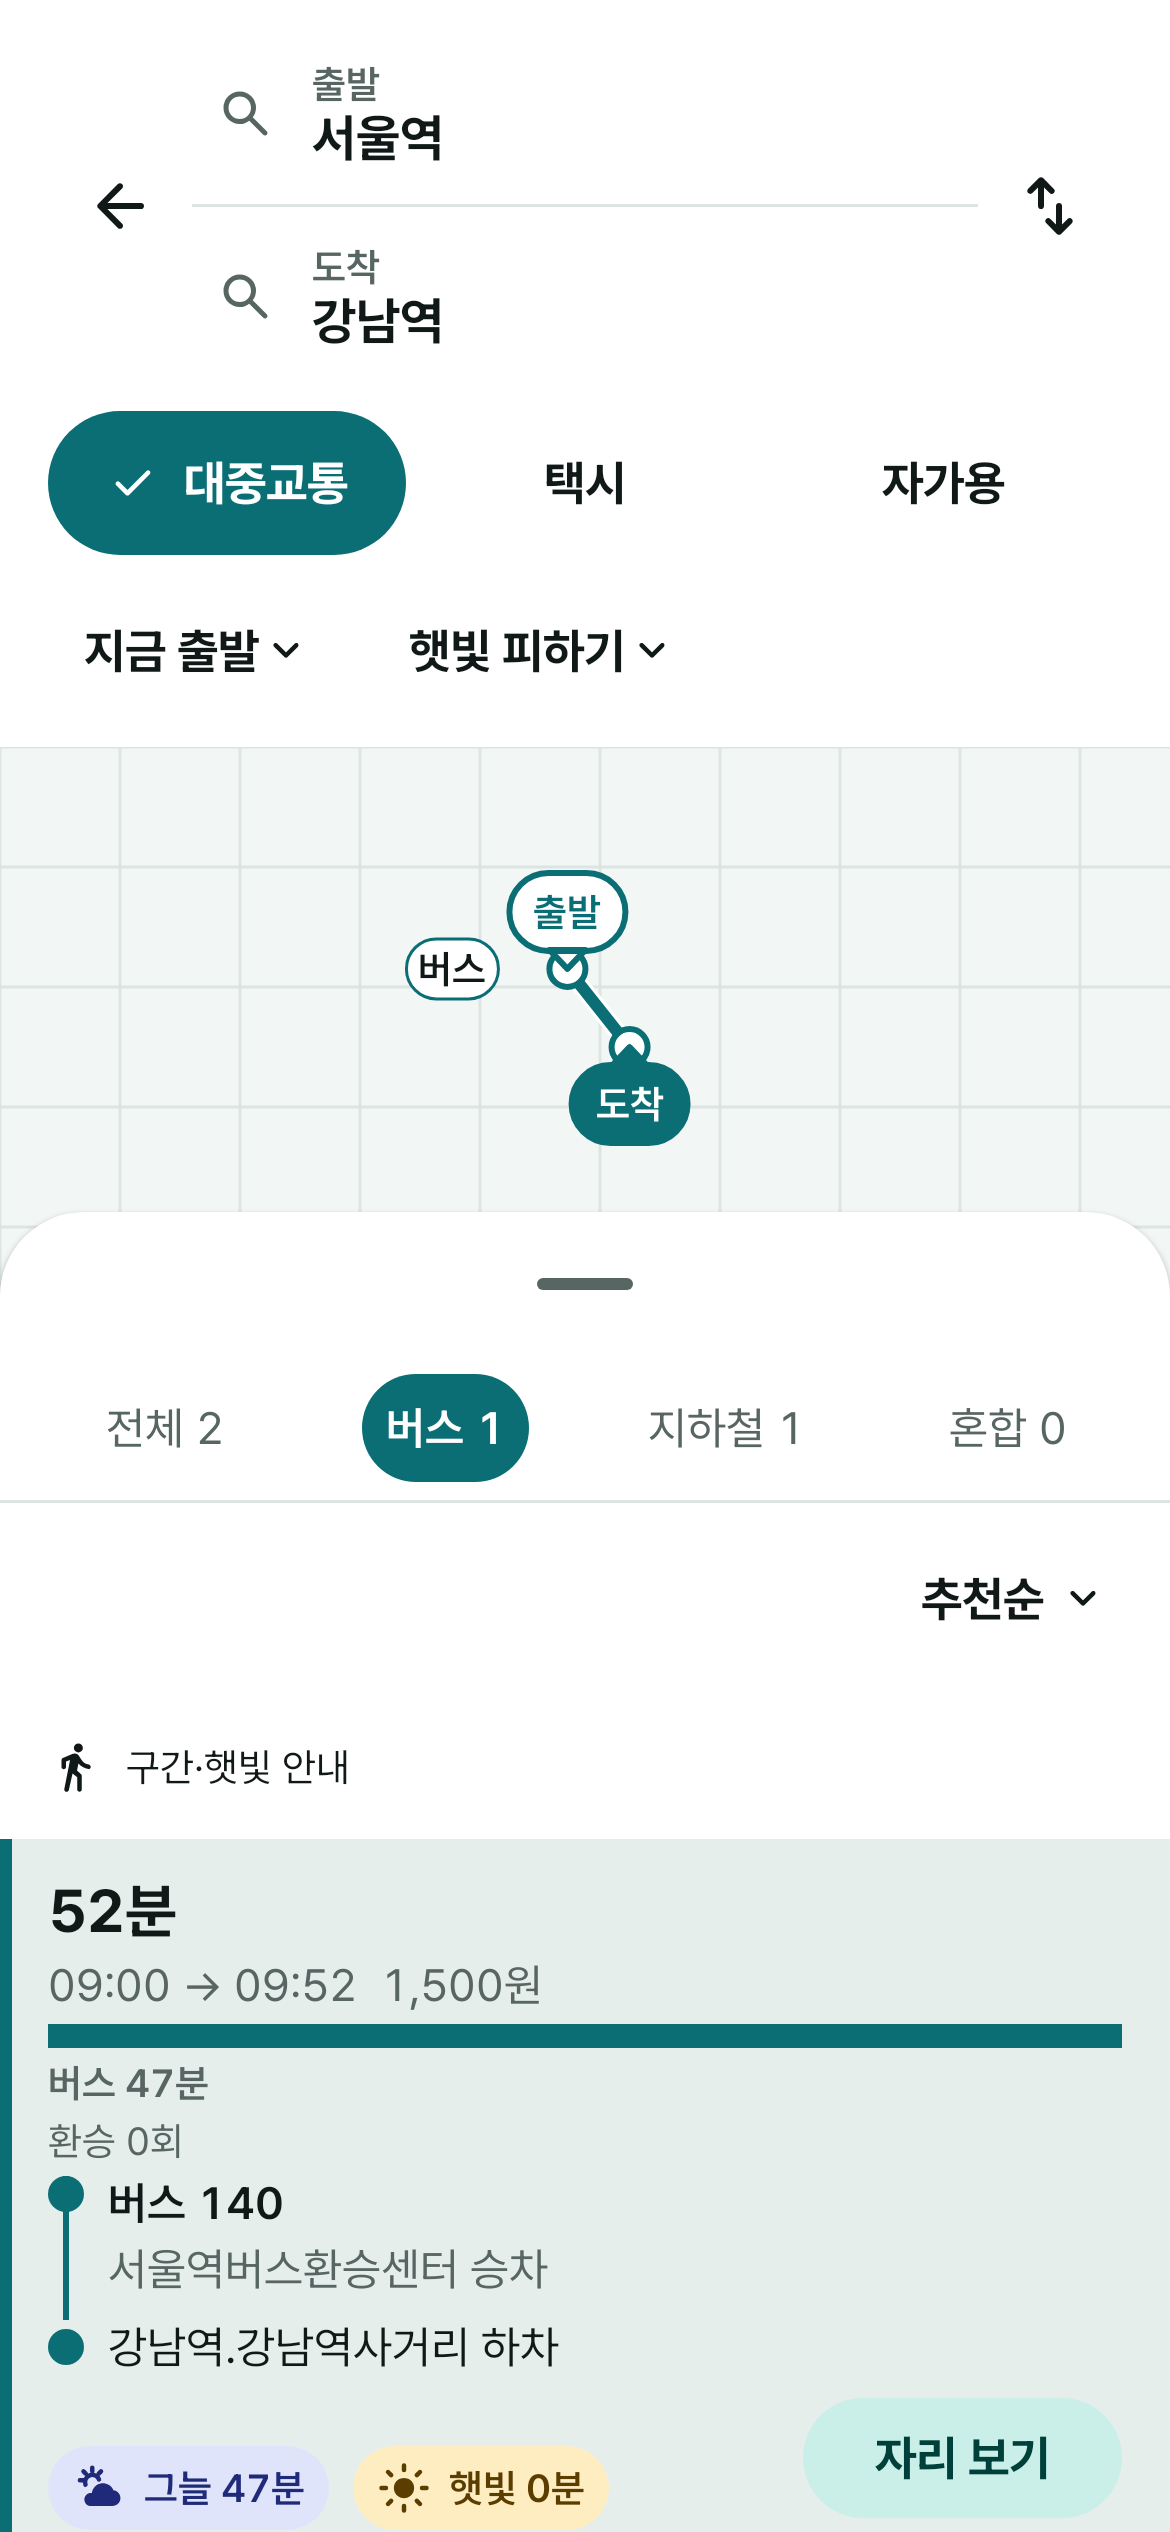 출발
서울역
도착
강남역
대중교통
택시
자가용
지금 출발
햇빛 피하기
출발
버스
도착
전체 2
버스 1
지하철 1
혼합 0
추천순
구간·햇빛 안내
52분
09:00 → 09:52 1,500원
버스 47분
환승 0회
버스 140
서울역버스환승센터 승차
강남역.강남역사거리 하차
자리 보기
그늘 47분
햇빛 0분